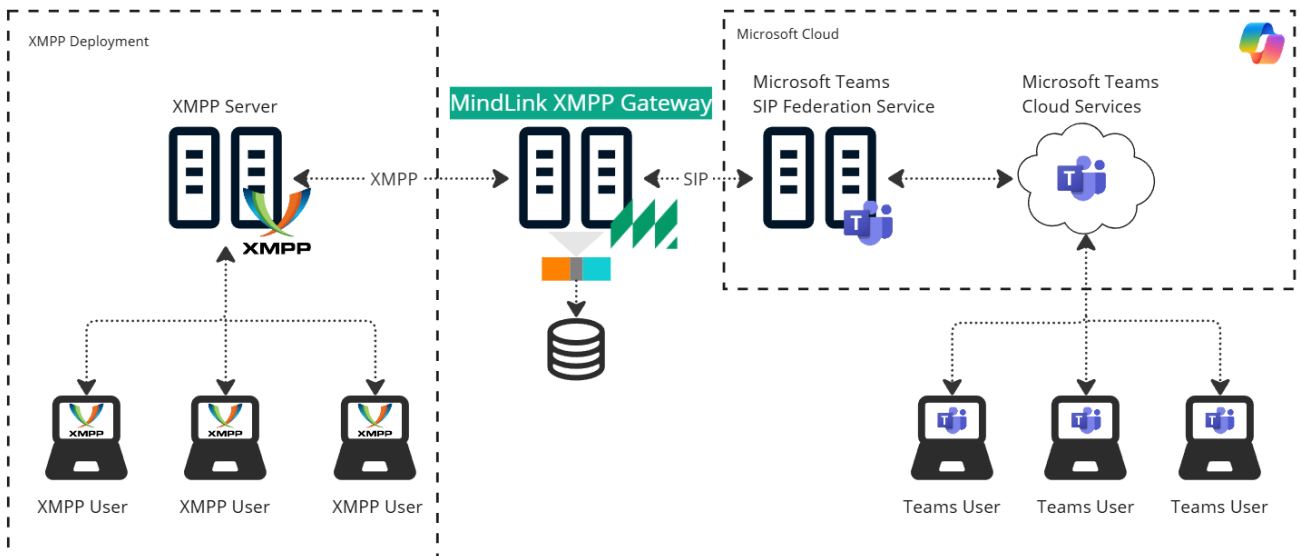 XMPP Deployment
XMPP Server
XMPP
XMPP
MindLink XMPP Gateway
SIP
Microsoft Cloud
Microsoft Teams
SIP Federation Service
T
Microsoft Teams
Cloud Services
T
XMPP
XMPP
XMPP
XMPP User
XMPP User
XMPP User
T
T
T
Teams User
Teams User
Teams User